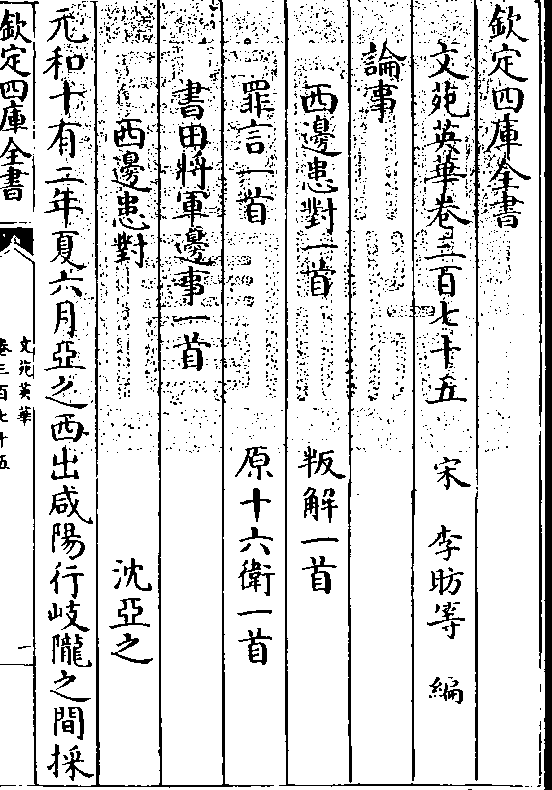 欽定四庫全書
文苑英華卷三百七十五 宋 李昉等 編
論事
西邊患對一首 叛解一首
罪言一首 原十六衛一首
書田將軍邊事一首
西邊患對 沈亞之
元和十有二年夏六月亞之西出咸陽行岐隴之間採
欽定四庫全書
文苑英華
卷三百七十五
一